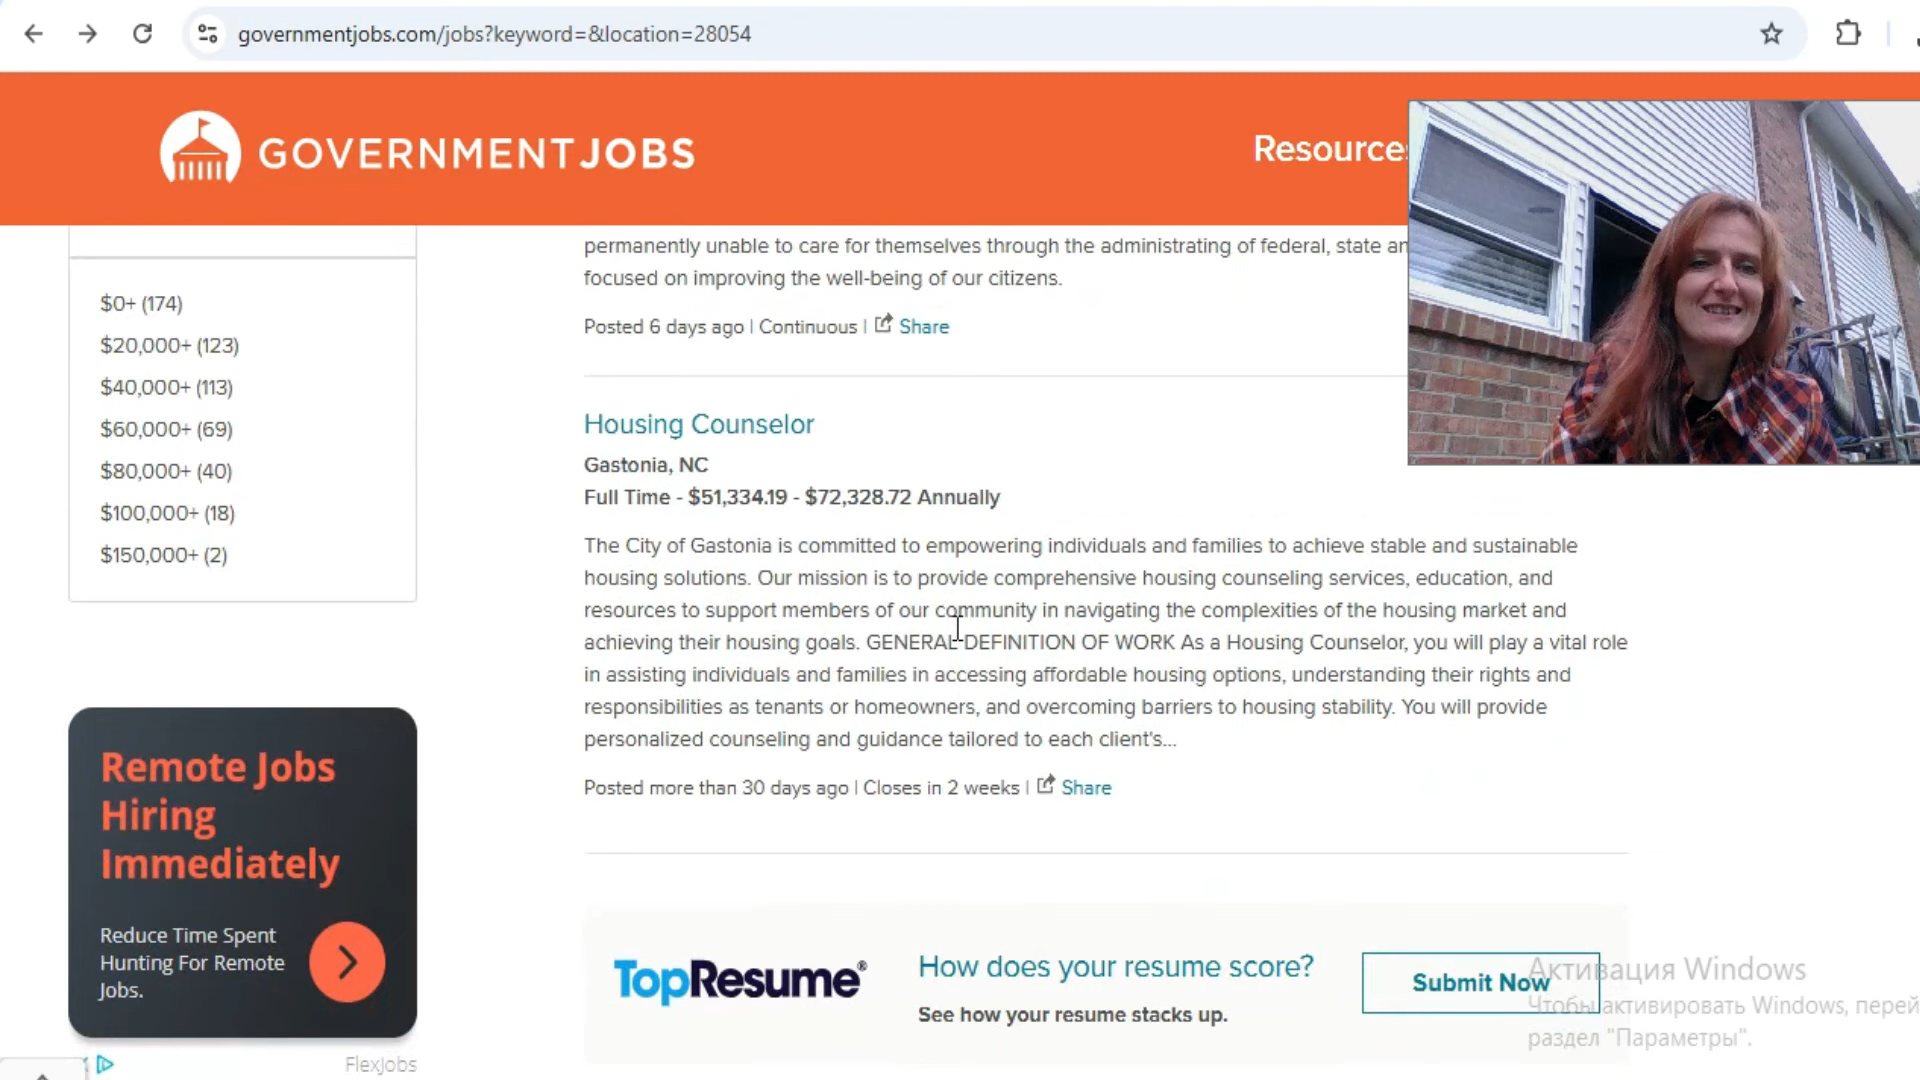 governmentjobs.com/jobs?keyword=&location=28054
GOVERNMENTJOBS
Resources
permanently unable to care for themselves through the administrating of federal, state an
focused on improving the well-being of our citizens.
Posted 6 days ago | Continuous | Share
$0+ (174)
$20,000+ (123)
$40,000+ (113)
$60,000+ (69)
$80,000+ (40)
$100,000+ (18)
$150,000+ (2)
Housing Counselor
Gastonia, NC
Full Time - $51,334.19 - $72,328.72 Annually
The City of Gastonia is committed to empowering individuals and families to achieve stable and sustainable
housing solutions. Our mission is to provide comprehensive housing counseling services, education, and
resources to support members of our community in navigating the complexities of the housing market and
achieving their housing goals. GENERAL DEFINITION OF WORK As a Housing Counselor, you will play a vital role
in assisting individuals and families in accessing affordable housing options, understanding their rights and
responsibilities as tenants or homeowners, and overcoming barriers to housing stability. You will provide
personalized counseling and guidance tailored to each client's...
Posted more than 30 days ago | Closes in 2 weeks | Share
Remote Jobs
Hiring
Immediately
Reduce Time Spent
Hunting For Remote
Jobs.
FlexJobs
TopResume®
How does your resume score?
See how your resume stacks up.
Submit Now
Активация Windows
Чтобы активировать Windows, перей
раздел "Параметры".